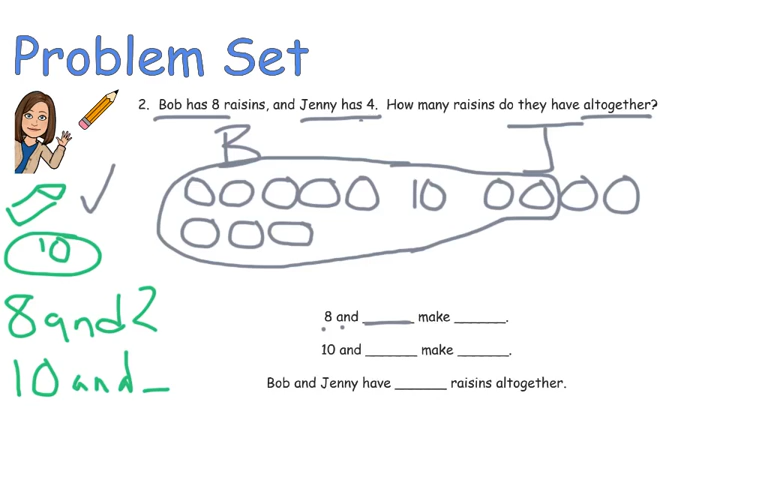 Problem Set
2. Bob has 8 raisins, and Jenny has 4. How many raisins do they have altogether?
B J
10
10
8 and 2
10 and _
8 and ______ make ______.
10 and ______ make ______.
Bob and Jenny have ______ raisins altogether.